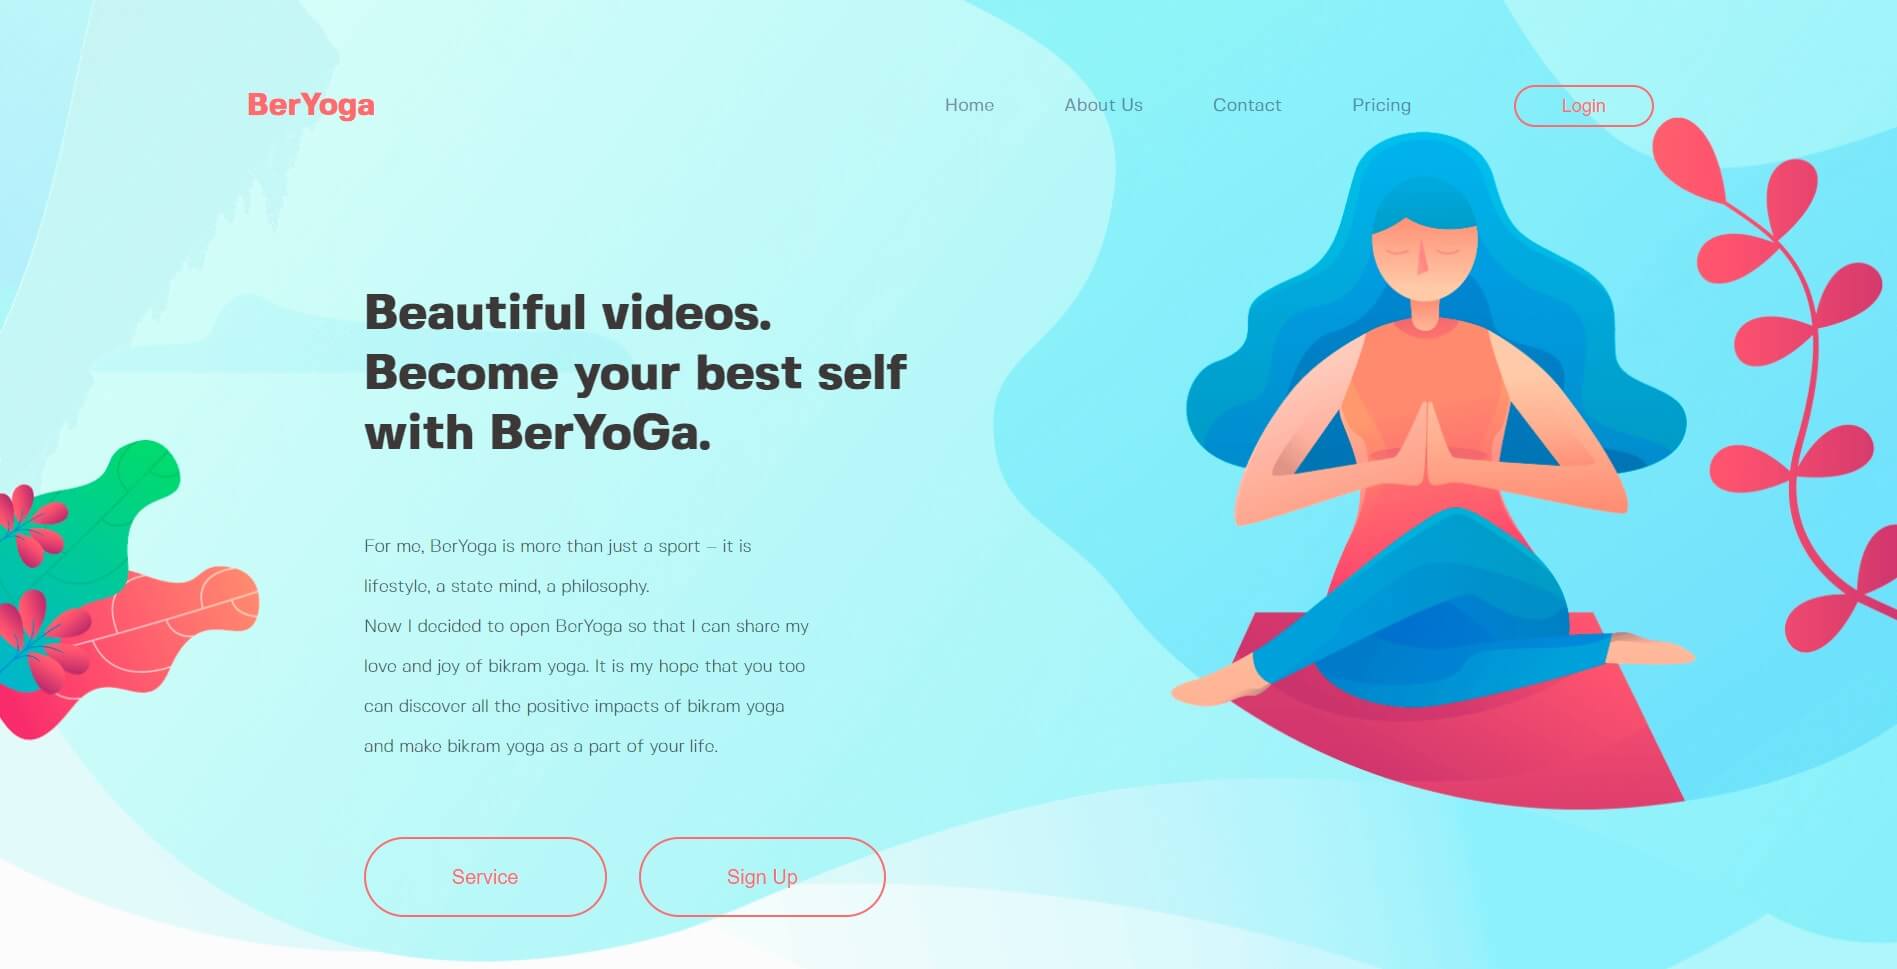 BerYoga
Home About Us Contact Pricing Login
Beautiful videos.
Become your best self
with BerYoGa.
For me, BerYoga is more than just a sport – it is
lifestyle, a state mind, a philosophy.
Now I decided to open BerYoga so that I can share my
love and joy of bikram yoga. It is my hope that you too
can discover all the positive impacts of bikram yoga
and make bikram yoga as a part of your life.
Service Sign Up